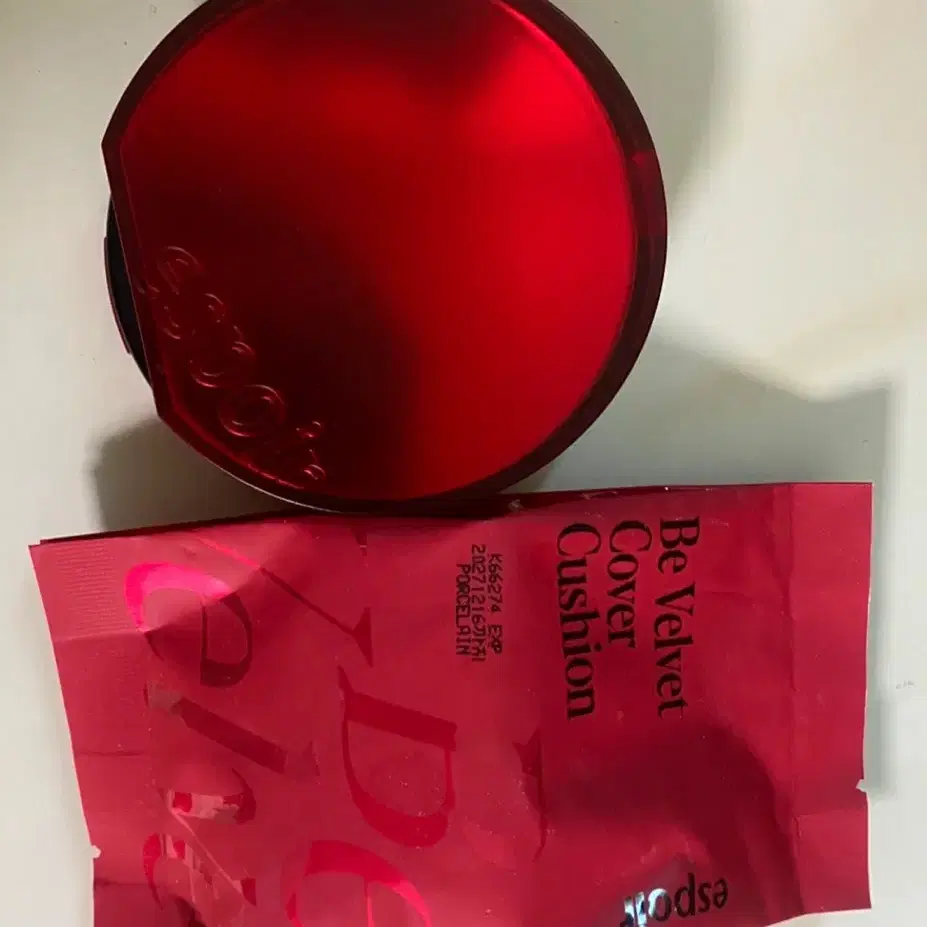 espoir
Be Velvet
Cover
Cushion
K66274 EXP
20271216까지
PORCELAIN
espoir